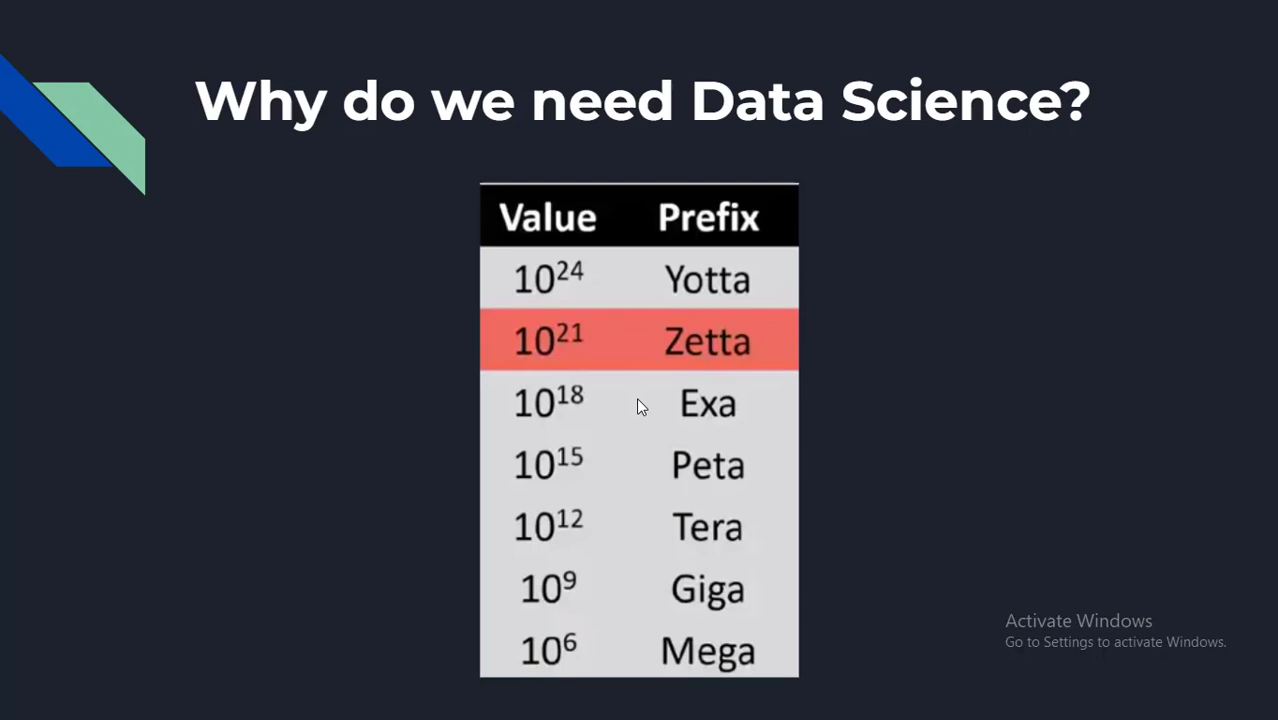 Why do we need Data Science?
Value Prefix
10²⁴ Yotta
10²¹ Zetta
10¹⁸ Exa
10¹⁵ Peta
10¹² Tera
10⁹ Giga
10⁶ Mega
Activate Windows
Go to Settings to activate Windows.